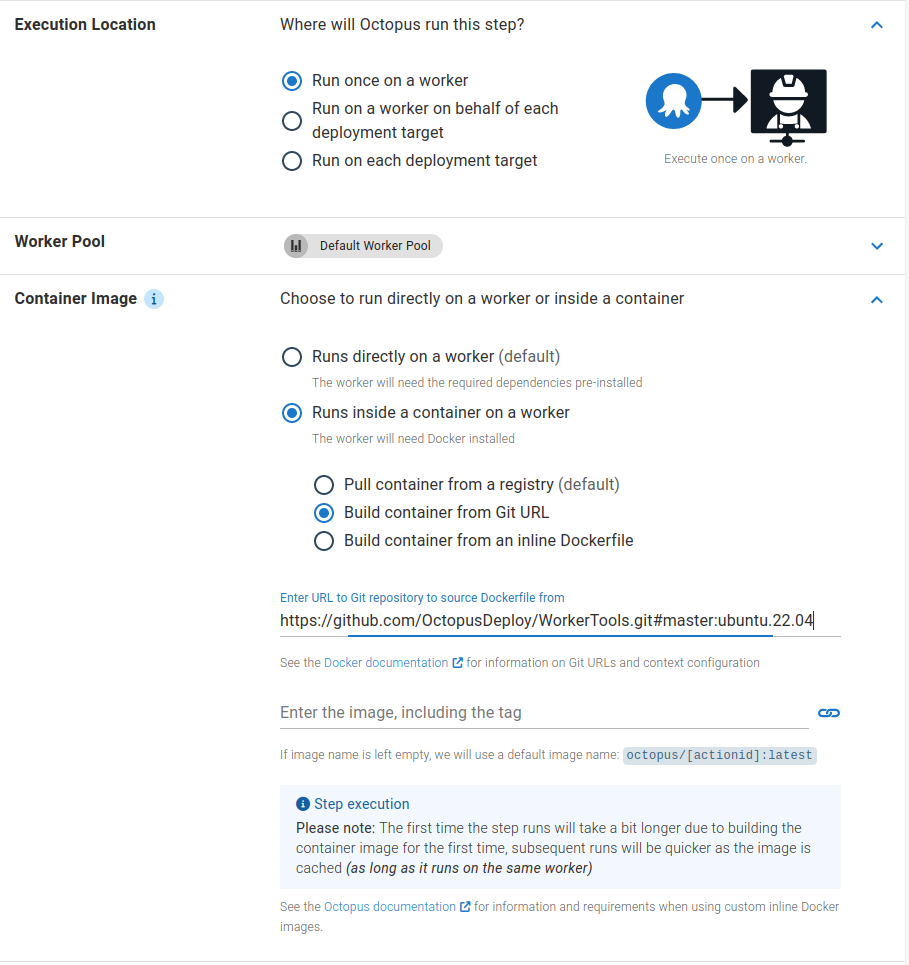 Execution Location
Where will Octopus run this step?
Run once on a worker
Run on a worker on behalf of each
deployment target
Run on each deployment target
Execute once on a worker.
Worker Pool
Default Worker Pool
Container Image
Choose to run directly on a worker or inside a container
Runs directly on a worker (default)
The worker will need the required dependencies pre-installed
Runs inside a container on a worker
The worker will need Docker installed
Pull container from a registry (default)
Build container from Git URL
Build container from an inline Dockerfile
Enter URL to Git repository to source Dockerfile from
https://github.com/OctopusDeploy/WorkerTools.git#master:ubuntu.22.04
See the Docker documentation for information on Git URLs and context configuration
Enter the image, including the tag
If image name is left empty, we will use a default image name: octopus/[actionid]:latest
Step execution
Please note: The first time the step runs will take a bit longer due to building the
container image for the first time, subsequent runs will be quicker as the image is
cached (as long as it runs on the same worker)
See the Octopus documentation for information and requirements when using custom inline Docker
images.